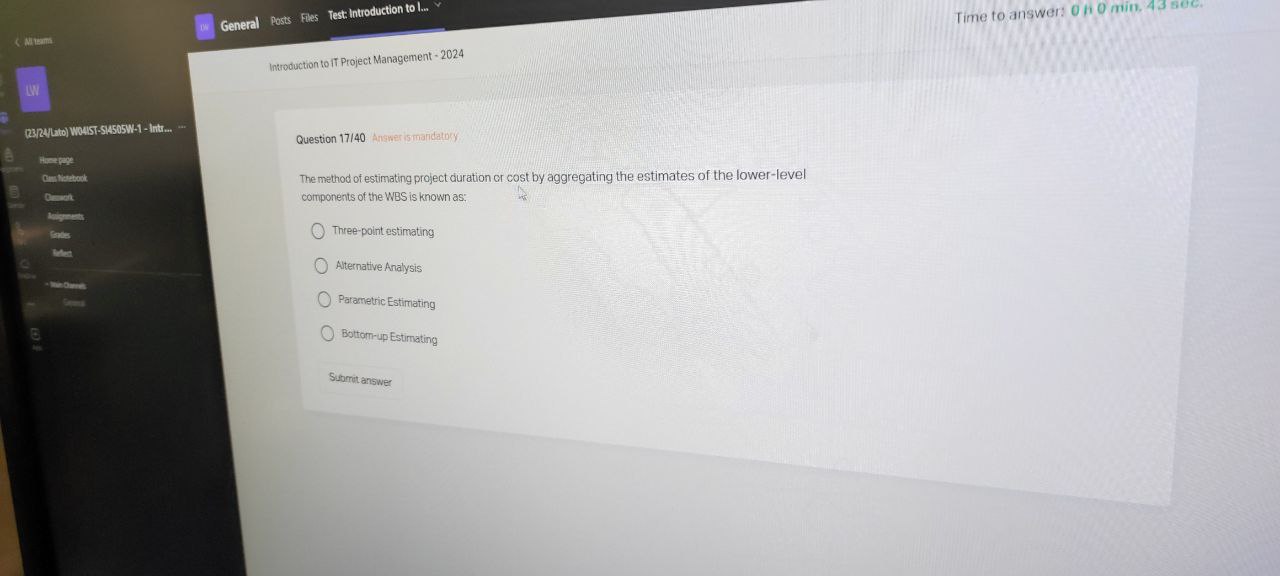 General Posts Files Test: Introduction to I...
Time to answer: 0 h 0 min. 43 sec.
All teams
LW
(23/24/Lato) W04IST-SI4505W-1 - Intr... ...
Home page
Class Notebook
Classwork
Assignments
Grades
Reflect
Main Channels
General
Introduction to IT Project Management - 2024
Question 17/40 Answer is mandatory
The method of estimating project duration or cost by aggregating the estimates of the lower-level
components of the WBS is known as:
Three-point estimating
Alternative Analysis
Parametric Estimating
Bottom-up Estimating
Submit answer